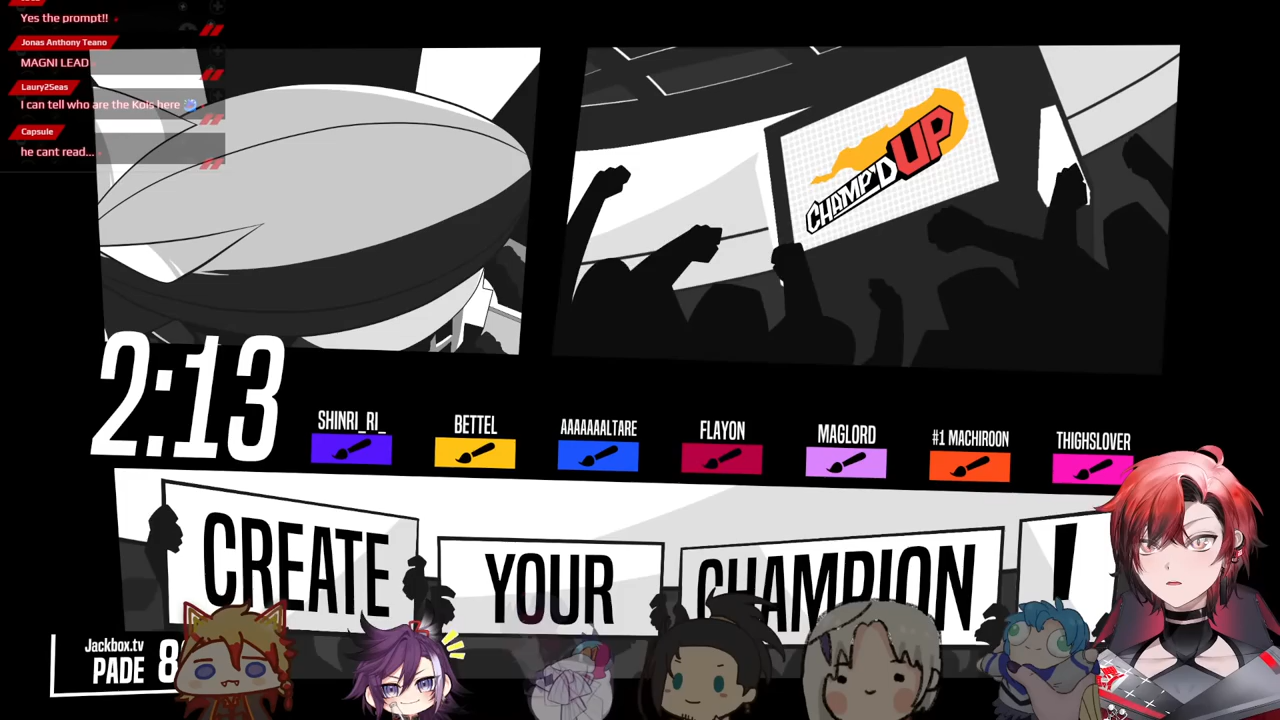 Yes the prompt!!
Jonas Anthony Teano
MAGNI LEAD
Laury2Seas
I can tell who are the Kois here
Capsule
he cant read...
CHAMP'D UP
2:13
SHINRI_RI_
BETTEL
AAAAAAALTARE
FLAYON
MAGLORD
#1 MACHIROON
THIGHSLOVER
CREATE YOUR CHAMPION !
Jackbox.tv
PADE 8